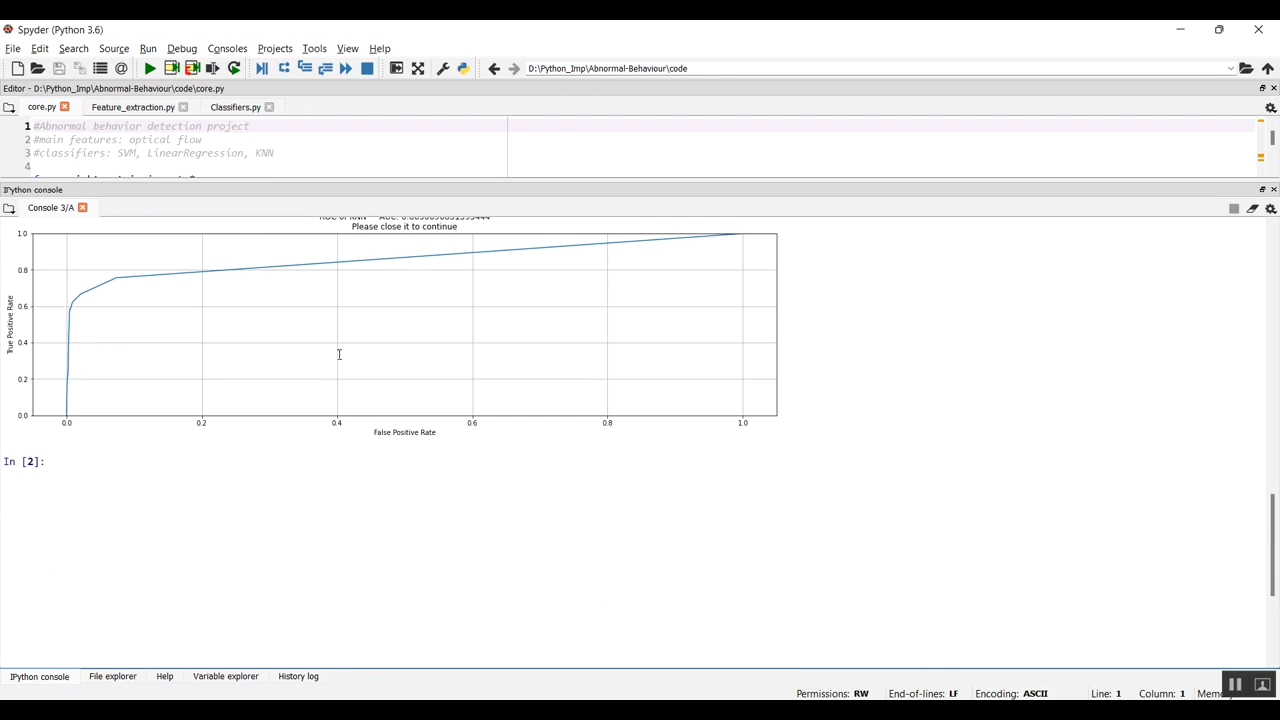 Spyder (Python 3.6)
File Edit Search Source Run Debug Consoles Projects Tools View Help
D:\Python_Imp\Abnormal-Behaviour\code
Editor - D:\Python_Imp\Abnormal-Behaviour\code\core.py
core.py Feature_extraction.py Classifiers.py
1 #Abnormal behavior detection project
2 #main features: optical flow
3 #classifiers: SVM, LinearRegression, KNN
4
IPython console
Console 3/A
Please close it to continue
1.0
0.8
0.6
0.4
0.2
0.0
True Positive Rate
0.0 0.2 0.4 0.6 0.8 1.0
False Positive Rate
In [2]:
IPython console File explorer Help Variable explorer History log
Permissions: RW End-of-lines: LF Encoding: ASCII Line: 1 Column: 1